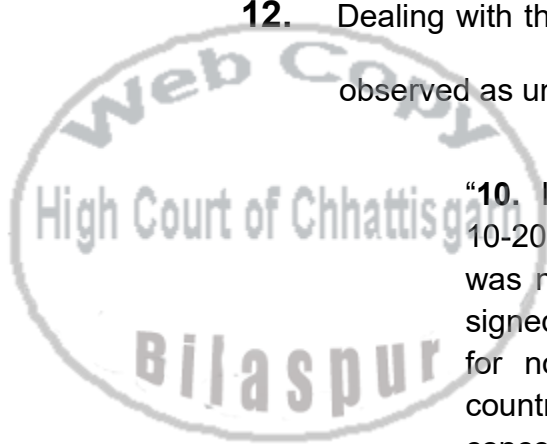 12. Dealing with th
observed as ur
Web Copy
High Court of Chhattisgarh
Bilaspur
“10.
10-20
was n
signed
for no
countr